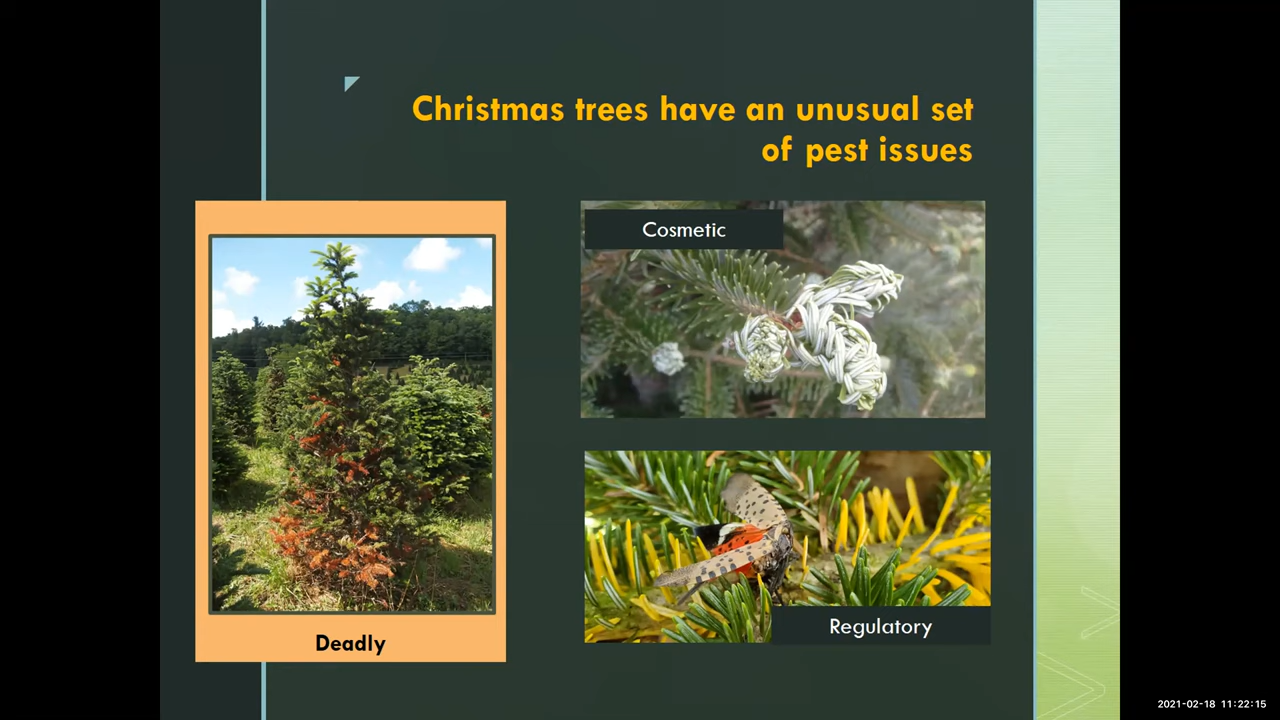 Christmas trees have an unusual set
of pest issues
Cosmetic
Deadly
Regulatory
2021-02-18 11:22:15